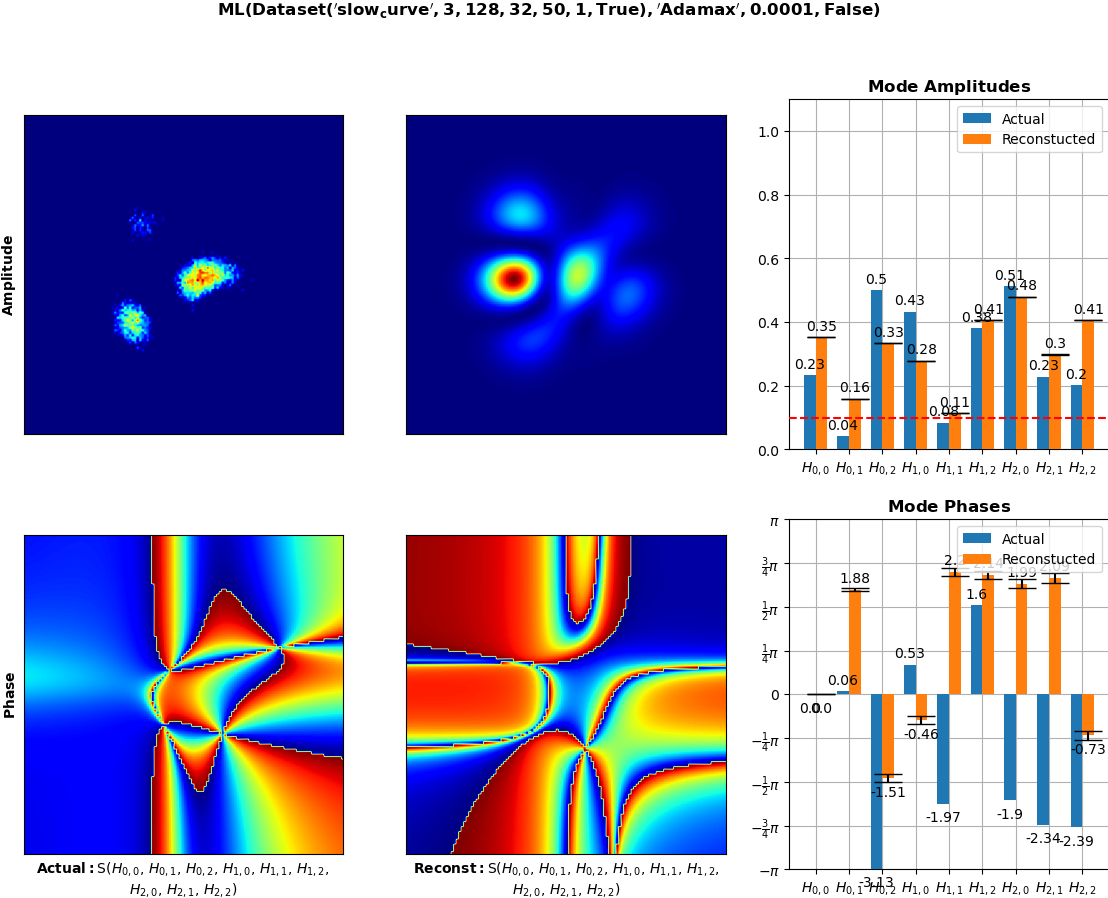 ML(Dataset('slow_curve', 3, 128, 32, 50, 1, True), 'Adamax', 0.0001, False)
Amplitude
Mode Amplitudes
Actual
Reconstucted
1.0
0.8
0.6
0.4
0.2
0.0
0.23
0.35
0.04
0.16
0.5
0.33
0.43
0.28
0.08
0.11
0.38
0.41
0.51
0.48
0.23
0.3
0.2
0.41
H0,0 H0,1 H0,2 H1,0 H1,1 H1,2 H2,0 H2,1 H2,2
Phase
Actual: S(H0,0, H0,1, H0,2, H1,0, H1,1, H1,2,
H2,0, H2,1, H2,2)
Reconst: S(H0,0, H0,1, H0,2, H1,0, H1,1, H1,2,
H2,0, H2,1, H2,2)
Mode Phases
Actual
Reconstucted
π
3/4π
1/2π
1/4π
0
−1/4π
−1/2π
−3/4π
−π
0.0
0.0
0.06
1.88
-3.13
-1.51
0.53
-0.46
-1.97
1.6
2.14
-1.9
1.99
-2.34
2.09
-2.39
-0.73
H0,0 H0,1 H0,2 H1,0 H1,1 H1,2 H2,0 H2,1 H2,2